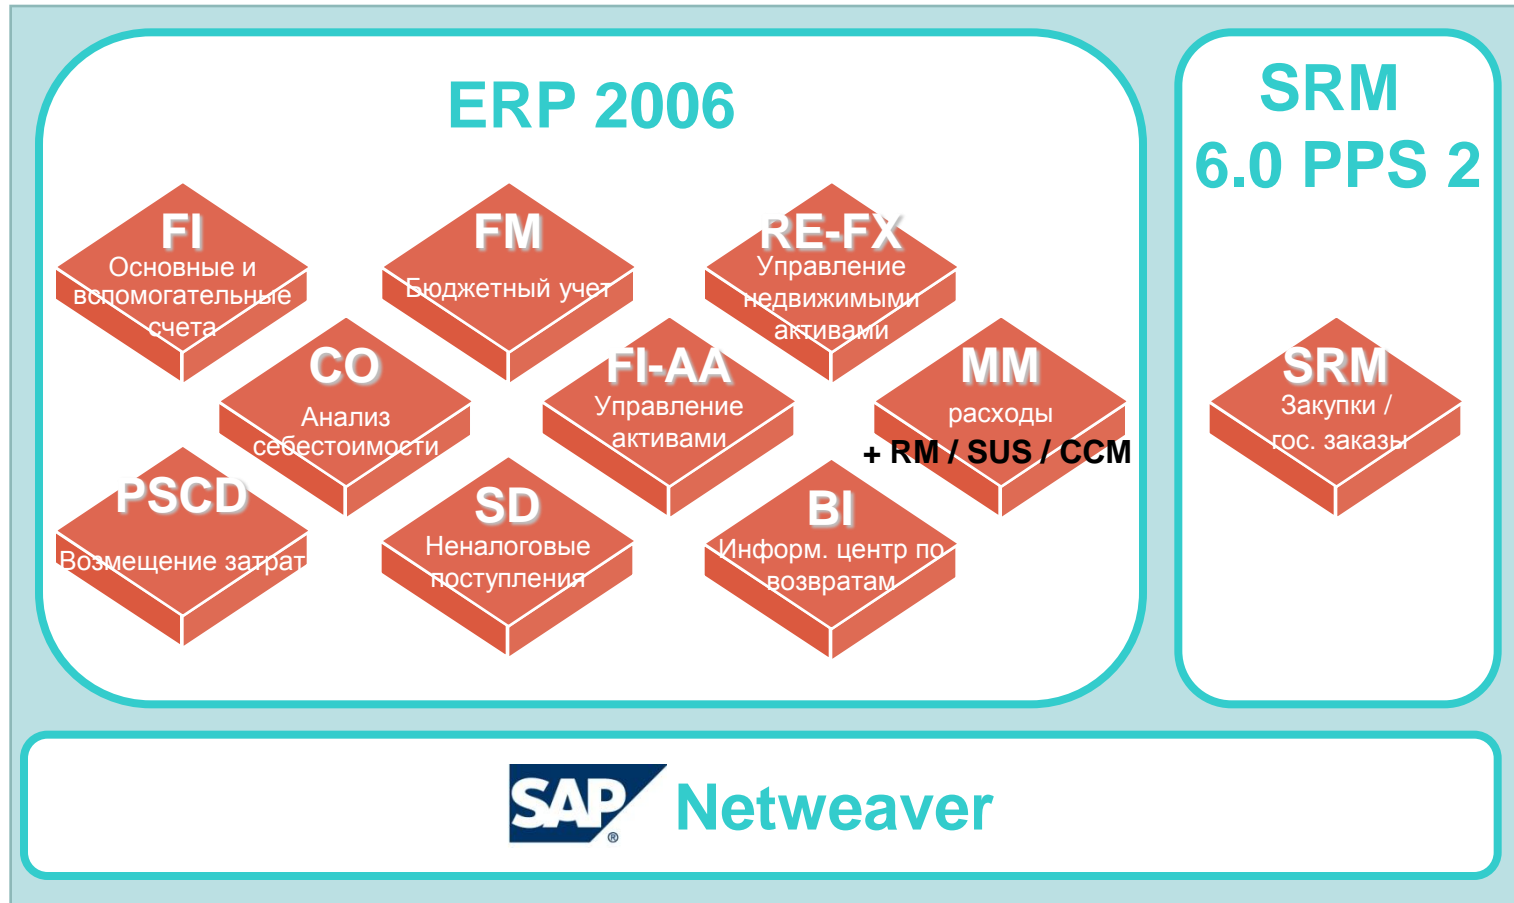 ERP 2006
SRM
6.0 PPS 2
FI
Основные и
вспомогательные
счета
FM
Бюджетный учет
RE-FX
Управление
недвижимыми
активами
CO
Анализ
себестоимости
FI-AA
Управление
активами
MM
расходы
+ RM / SUS / CCM
SRM
Закупки /
гос. заказы
PSCD
Возмещение затрат
SD
Неналоговые
поступления
BI
Информ. центр по
возвратам
SAP ® Netweaver